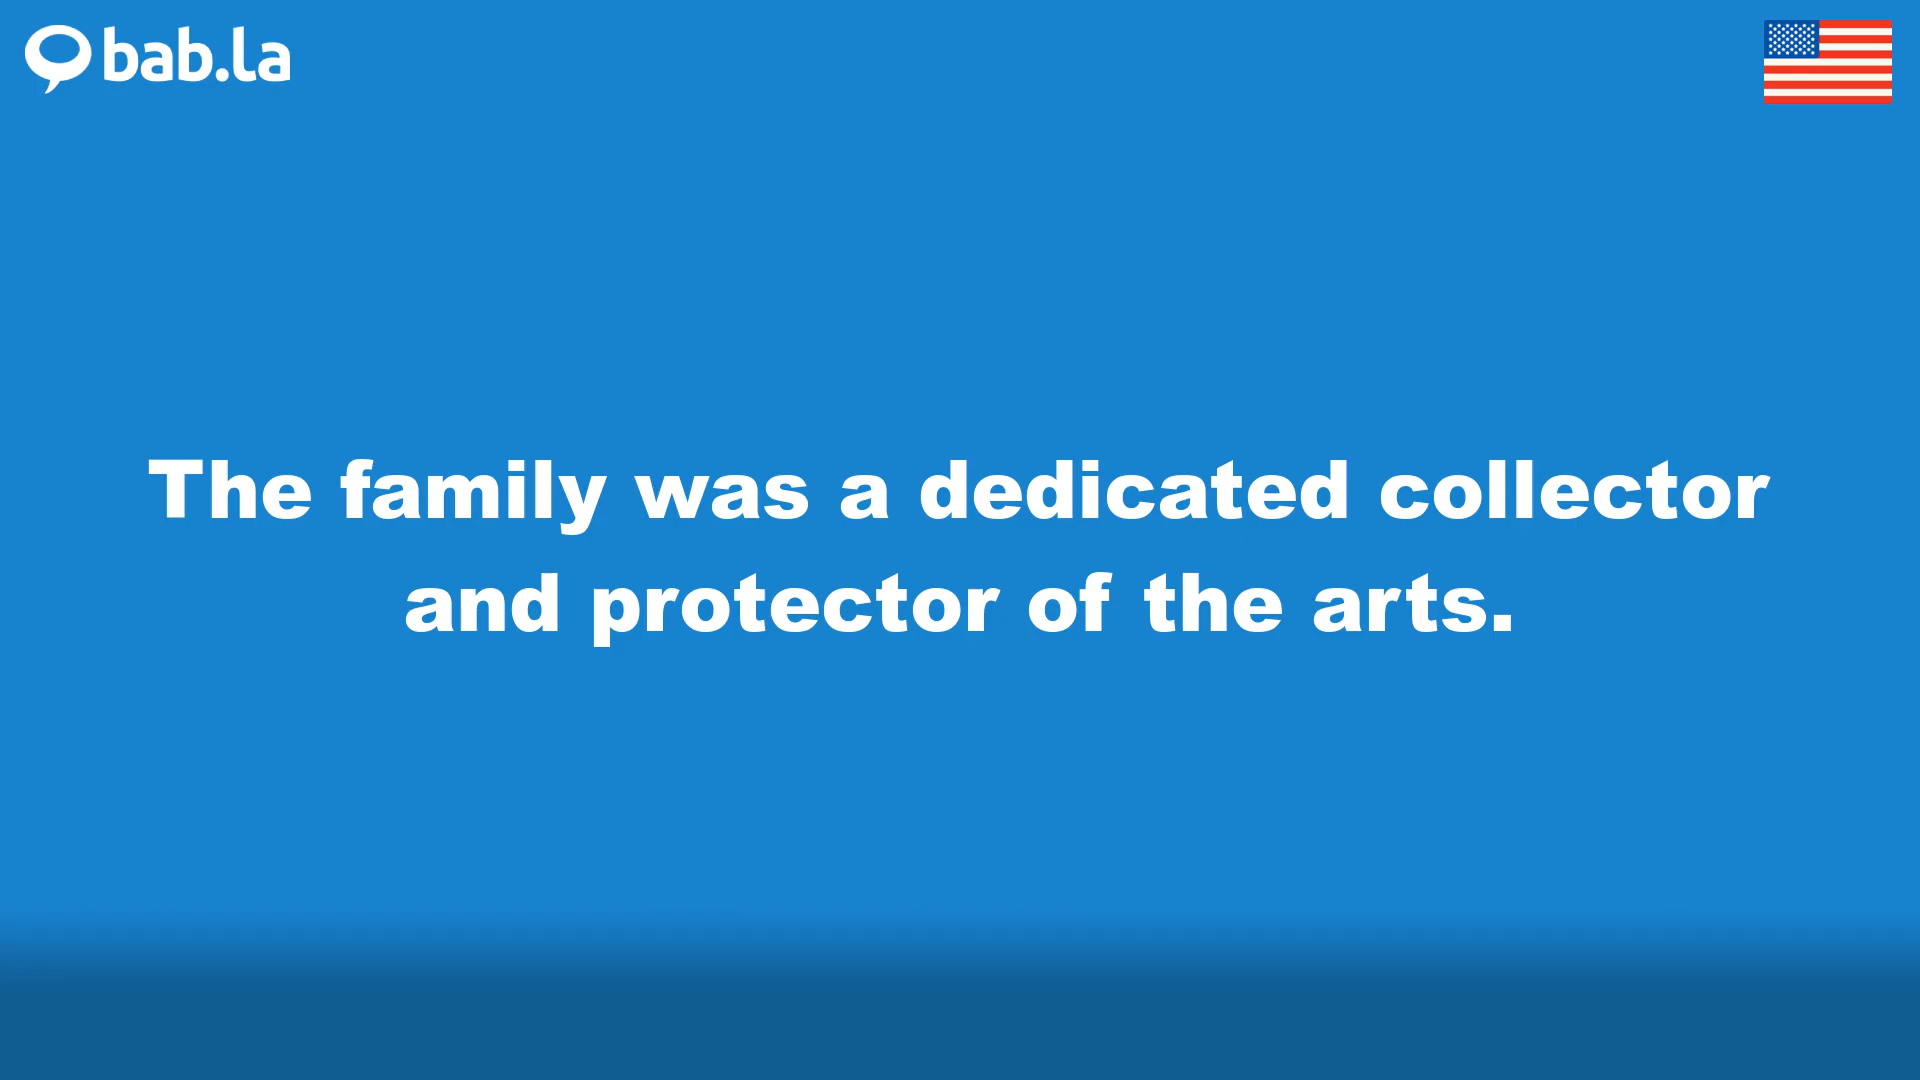 bab.la
The family was a dedicated collector
and protector of the arts.